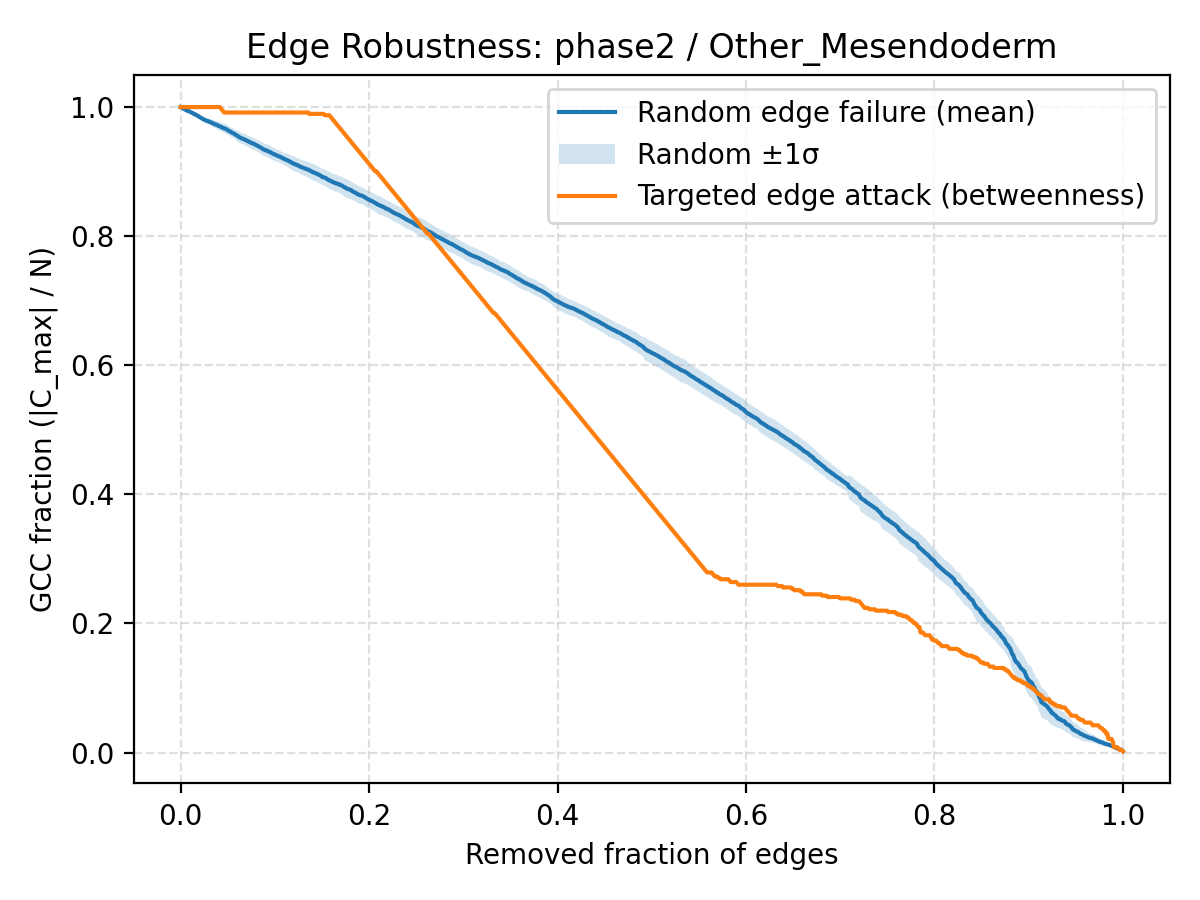 Edge Robustness: phase2 / Other_Mesendoderm
Random edge failure (mean)
Random ±1σ
Targeted edge attack (betweenness)
GCC fraction (|C_max| / N)
1.0
0.8
0.6
0.4
0.2
0.0
0.0 0.2 0.4 0.6 0.8 1.0
Removed fraction of edges